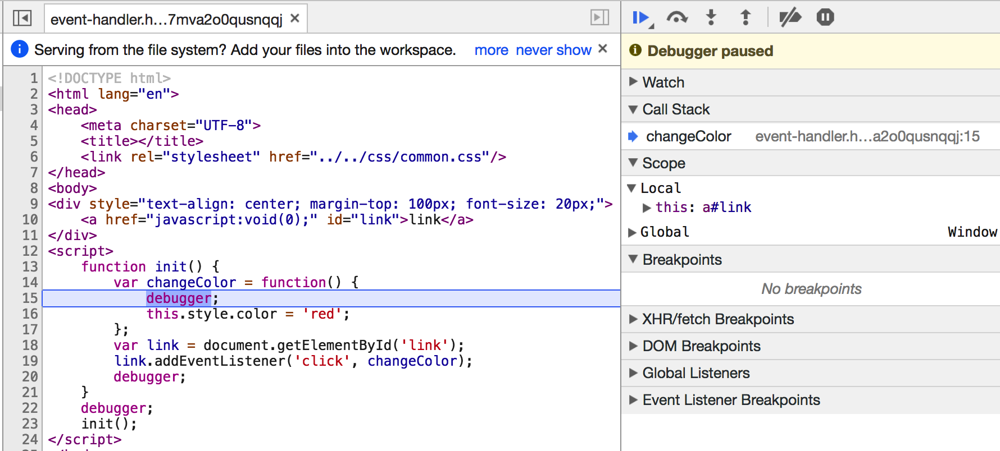 event-handler.h...7mva2o0qusnqqj ×
Serving from the file system? Add your files into the workspace. more never show ×
1 <!DOCTYPE html>
2 <html lang="en">
3 <head>
4     <meta charset="UTF-8">
5     <title></title>
6     <link rel="stylesheet" href="../../css/common.css"/>
7 </head>
8 <body>
9 <div style="text-align: center; margin-top: 100px; font-size: 20px;">
10     <a href="javascript:void(0);" id="link">link</a>
11 </div>
12 <script>
13     function init() {
14         var changeColor = function() {
15             debugger;
16             this.style.color = 'red';
17         };
18         var link = document.getElementById('link');
19         link.addEventListener('click', changeColor);
20         debugger;
21     }
22     debugger;
23     init();
24 </script>
Debugger paused
Watch
Call Stack
changeColor event-handler.h...a2o0qusnqqj:15
Scope
Local
this: a#link
Global Window
Breakpoints
No breakpoints
XHR/fetch Breakpoints
DOM Breakpoints
Global Listeners
Event Listener Breakpoints